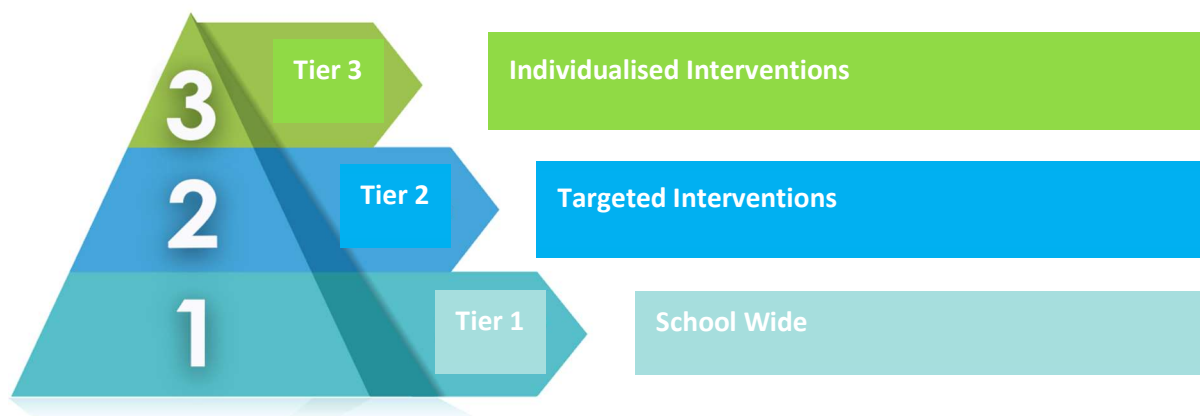 3 Tier 3 Individualised Interventions
2 Tier 2 Targeted Interventions
1 Tier 1 School Wide